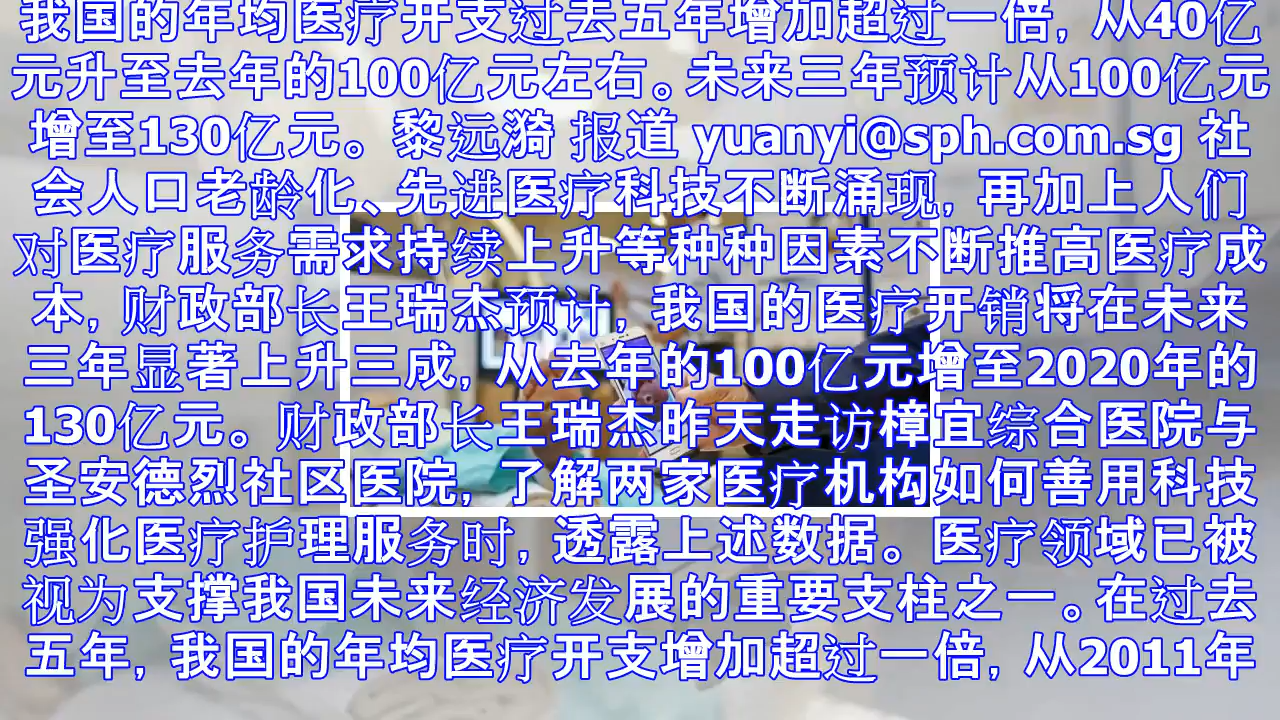 我国的年均医疗开支过去五年增加超过一倍, 从40亿
元升至去年的100亿元左右。未来三年预计从100亿元
增至130亿元。 黎远漪 报道 yuanyi@sph.com.sg 社
会人口老龄化、先进医疗科技不断涌现, 再加上人们
对医疗服务需求持续上升等种种因素不断推高医疗成
本, 财政部长王瑞杰预计, 我国的医疗开销将在未来
三年显著上升三成, 从去年的100亿元增至2020年的
130亿元。 财政部长王瑞杰昨天走访樟宜综合医院与
圣安德烈社区医院, 了解两家医疗机构如何善用科技
强化医疗护理服务时, 透露上述数据。 医疗领域已被
视为支撑我国未来经济发展的重要支柱之一。在过去
五年, 我国的年均医疗开支增加超过一倍, 从2011年